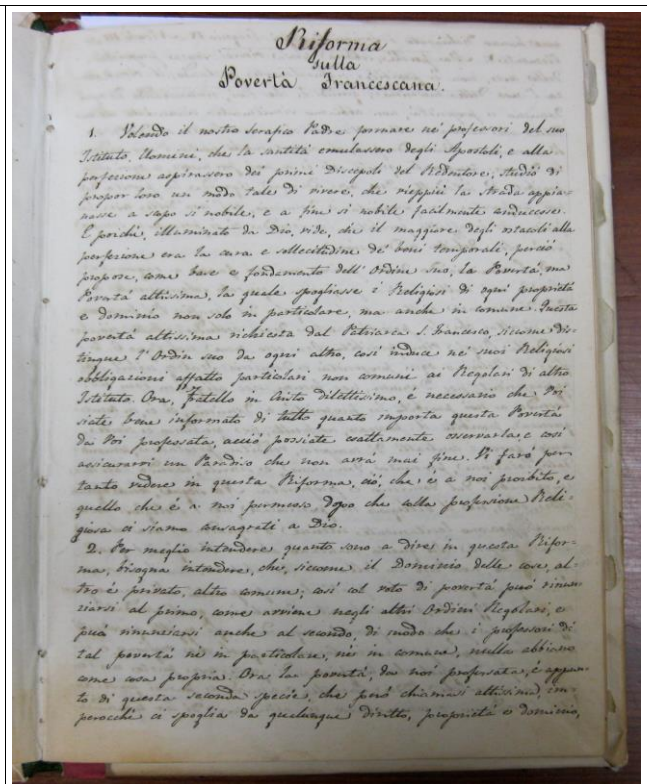 Riforma
sulla
Povertà Francescana.
1. Volendo il nostro Serafico Padre formare nei professori del suo
Istituto, Uomini, che la santità emulassero degli Apostoli, e alla
perfezione aspirassero dei primi Discepoli del Redentore, studiò di
propor loro un modo tale di vivere, che vieppiù la strada appia-
nasse a scopo sì nobile, e a fine sì nobile facilmente conducesse.
E poichè, illuminato da Dio, vide, che il maggiore degli ostacoli alla
perfezione era la cura e sollecitudine de' beni temporali, perciò
propose, come base e fondamento dell' Ordine suo, la Povertà, ma
Povertà altissima, la quale spogliasse i Religiosi di ogni proprietà
e dominio non solo in particolare, ma anche in comune. Questa
povertà altissima richiesta dal Patriarca S. Francesco, siccome dis-
tingue l' Ordin suo da ogni altro, così induce nei suoi Religiosi
obbligazioni affatto particolari non comuni ai Regolari di altro
Istituto. Ora, Fratello in Cristo dilettissimo, è necessario che Voi
siate bene informato di tutto quanto importa questa Povertà
da Voi professata, acciò possiate esattamente osservarla, e così
assicurarvi un Paradiso che non avrà mai fine. Vi farò per-
tanto vedere in questa Riforma, ciò, che è a noi proibito, e
quello che è a noi permesso dopo che colla professione Reli-
giosa ci siamo consagrati a Dio.
2. Per meglio intendere quanto sono a dire in questa Rifor-
ma, bisogna intendere, che, siccome il Dominio delle cose, al-
tro è privato, altro comune; così col voto di povertà può rinun-
ziarsi al primo, come avviene negli altri Ordini Regolari, e
può rinunziarsi anche al secondo, di modo che i professori di
tal povertà nè in particolare, nè in comune, nulla abbiano
come cosa propria. Ora la povertà, da noi professata, è appun-
to di questa seconda specie, che però chiamasi altissima, im-
perocchè ci spoglia da qualunque diritto, proprietà e dominio,